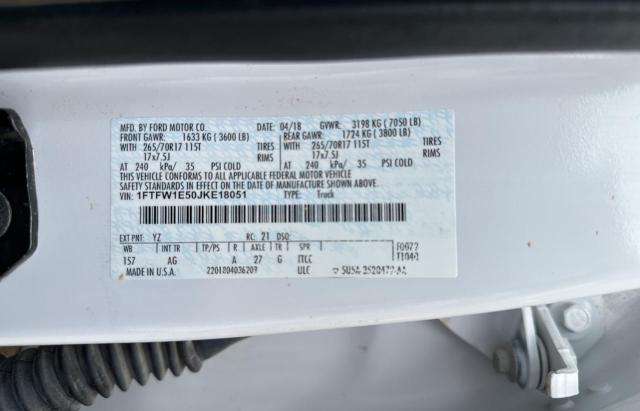 MFD. BY FORD MOTOR CO. DATE: 04/18 GVWR: 3198 KG ( 7050 LB)
FRONT GAWR: 1633 KG ( 3600 LB) REAR GAWR: 1724 KG ( 3800 LB)
WITH 265/70R17 115T TIRES WITH 265/70R17 115T TIRES
17x7.5J RIMS 17x7.5J RIMS
AT 240 kPa/ 35 PSI COLD AT 240 kPa/ 35 PSI COLD
THIS VEHICLE CONFORMS TO ALL APPLICABLE FEDERAL MOTOR VEHICLE
SAFETY STANDARDS IN EFFECT ON THE DATE OF MANUFACTURE SHOWN ABOVE.
VIN: 1FTFW1E50JKE18051 TYPE: Truck
EXT PNT: YZ RC: 21 DSO:
WB INT TR TP/PS R AXLE TR SPR F0972
157 AG A 27 G ITCC T1040
MADE IN U.S.A. 2201804036209 ULC